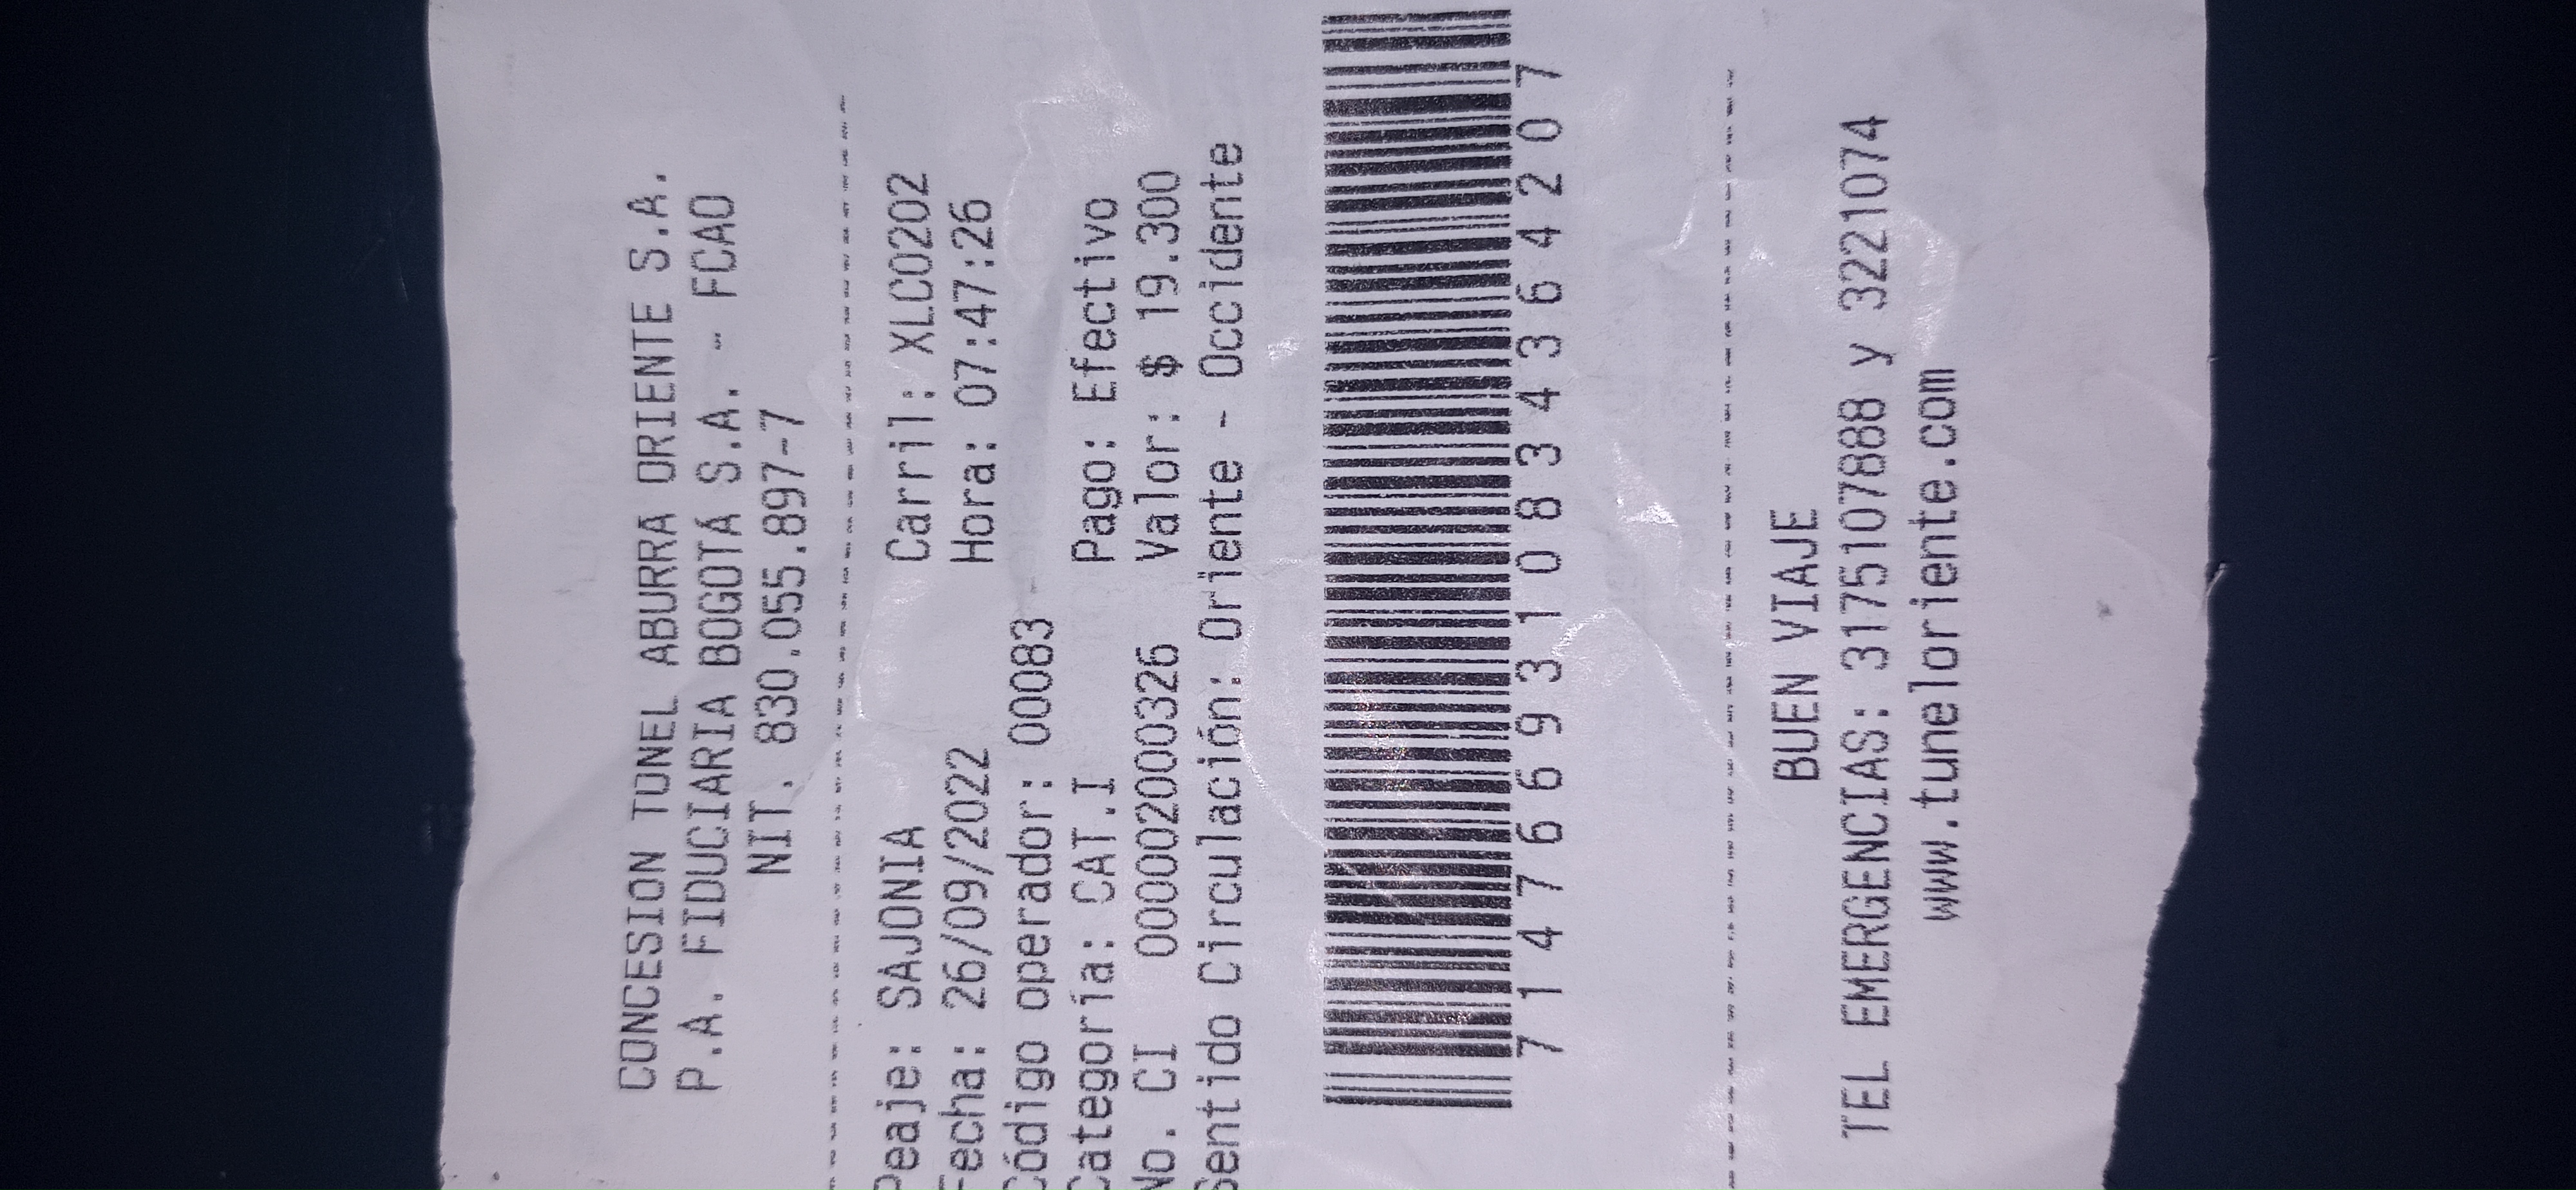 CONCESION TUNEL ABURRA ORIENTE S.A.
P.A. FIDUCIARIA BOGOTÁ S.A. - FCAO
NIT. 830.055.897-7
Peaje: SAJONIA Carril: XLC0202
Fecha: 26/09/2022 Hora: 07:47:26
Código operador: 00083
Categoría: CAT.I Pago: Efectivo
No. CI 000002000326 Valor: $ 19.300
Sentido Circulación: Oriente - Occidente
7147669310834364207
BUEN VIAJE
TEL EMERGENCIAS: 3175107888 y 3221074
www.tuneloriente.com